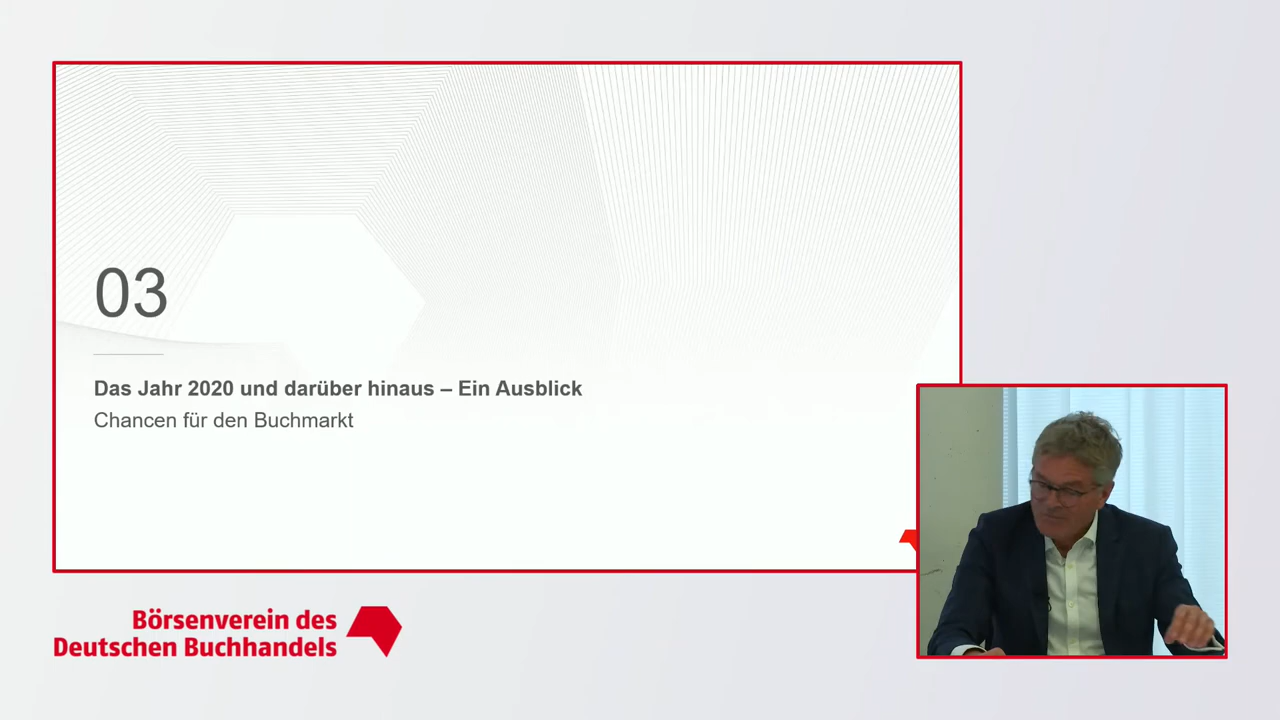 03
Das Jahr 2020 und darüber hinaus – Ein Ausblick
Chancen für den Buchmarkt
Börsenverein des
Deutschen Buchhandels